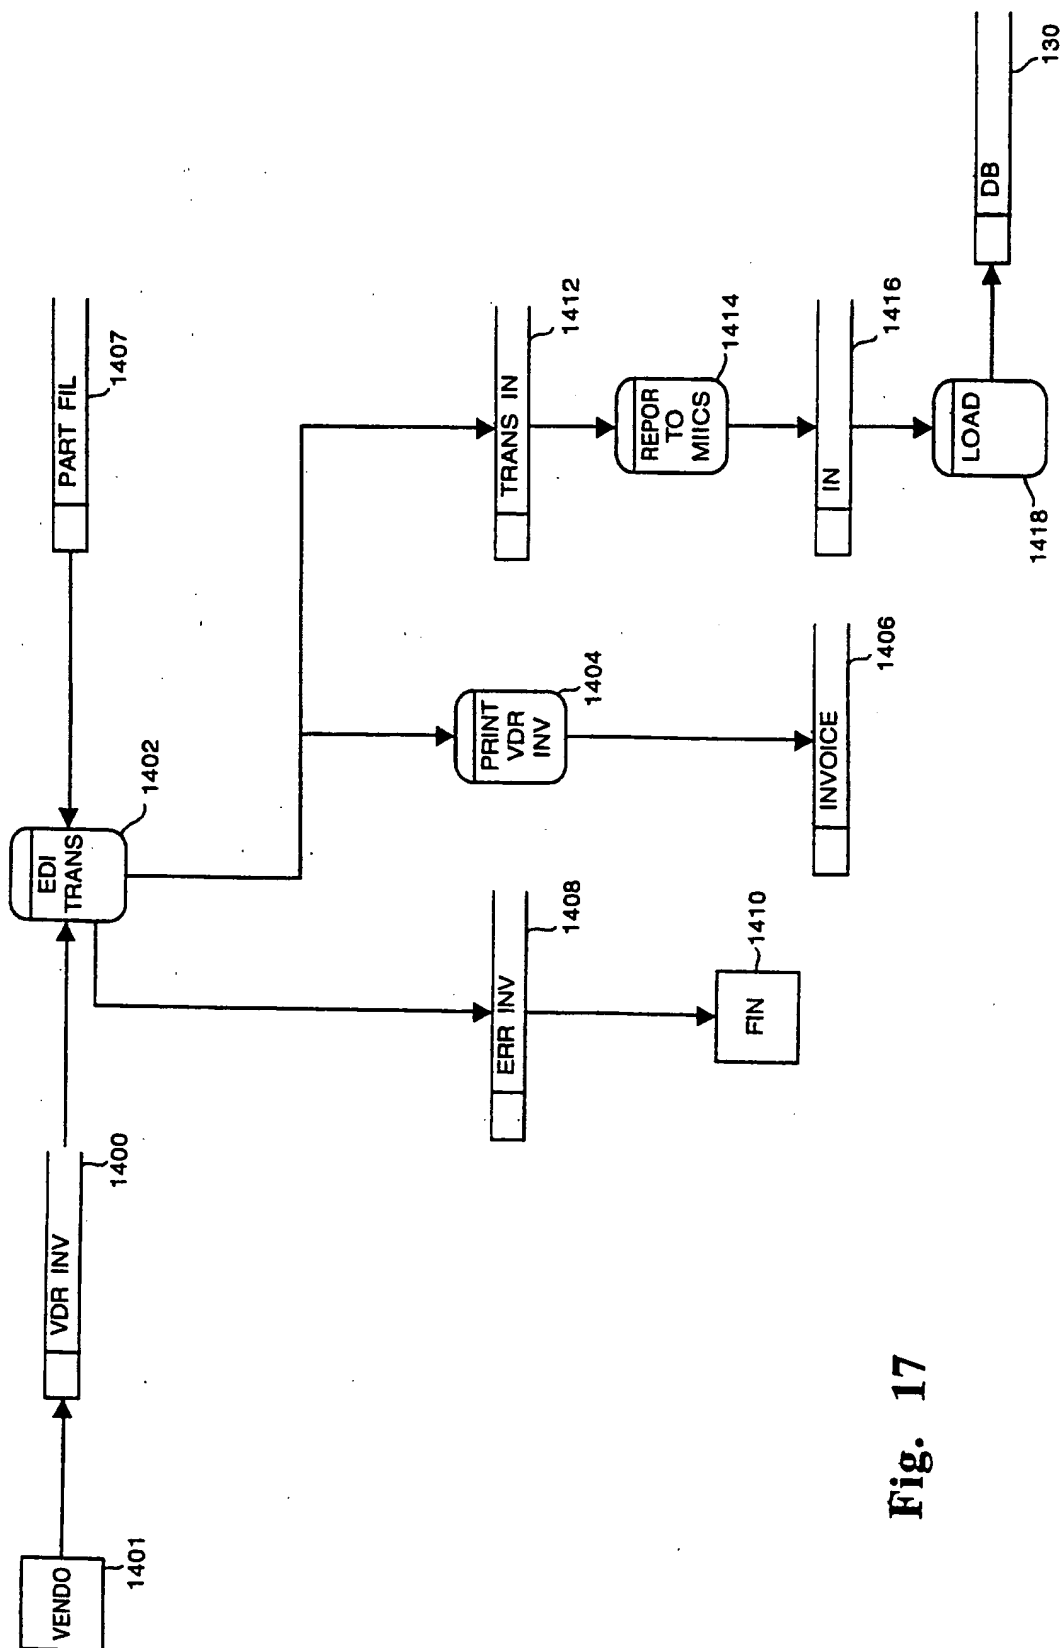 VENDO
1401
VDR INV
1400
EDI
TRANS
1402
PART FIL
1407
ERR INV
1408
FIN
1410
PRINT
VDR
INV
1404
INVOICE
1406
TRANS IN
1412
REPOR
TO
MIICS
1414
IN
1416
LOAD
1418
DB
130
Fig. 17